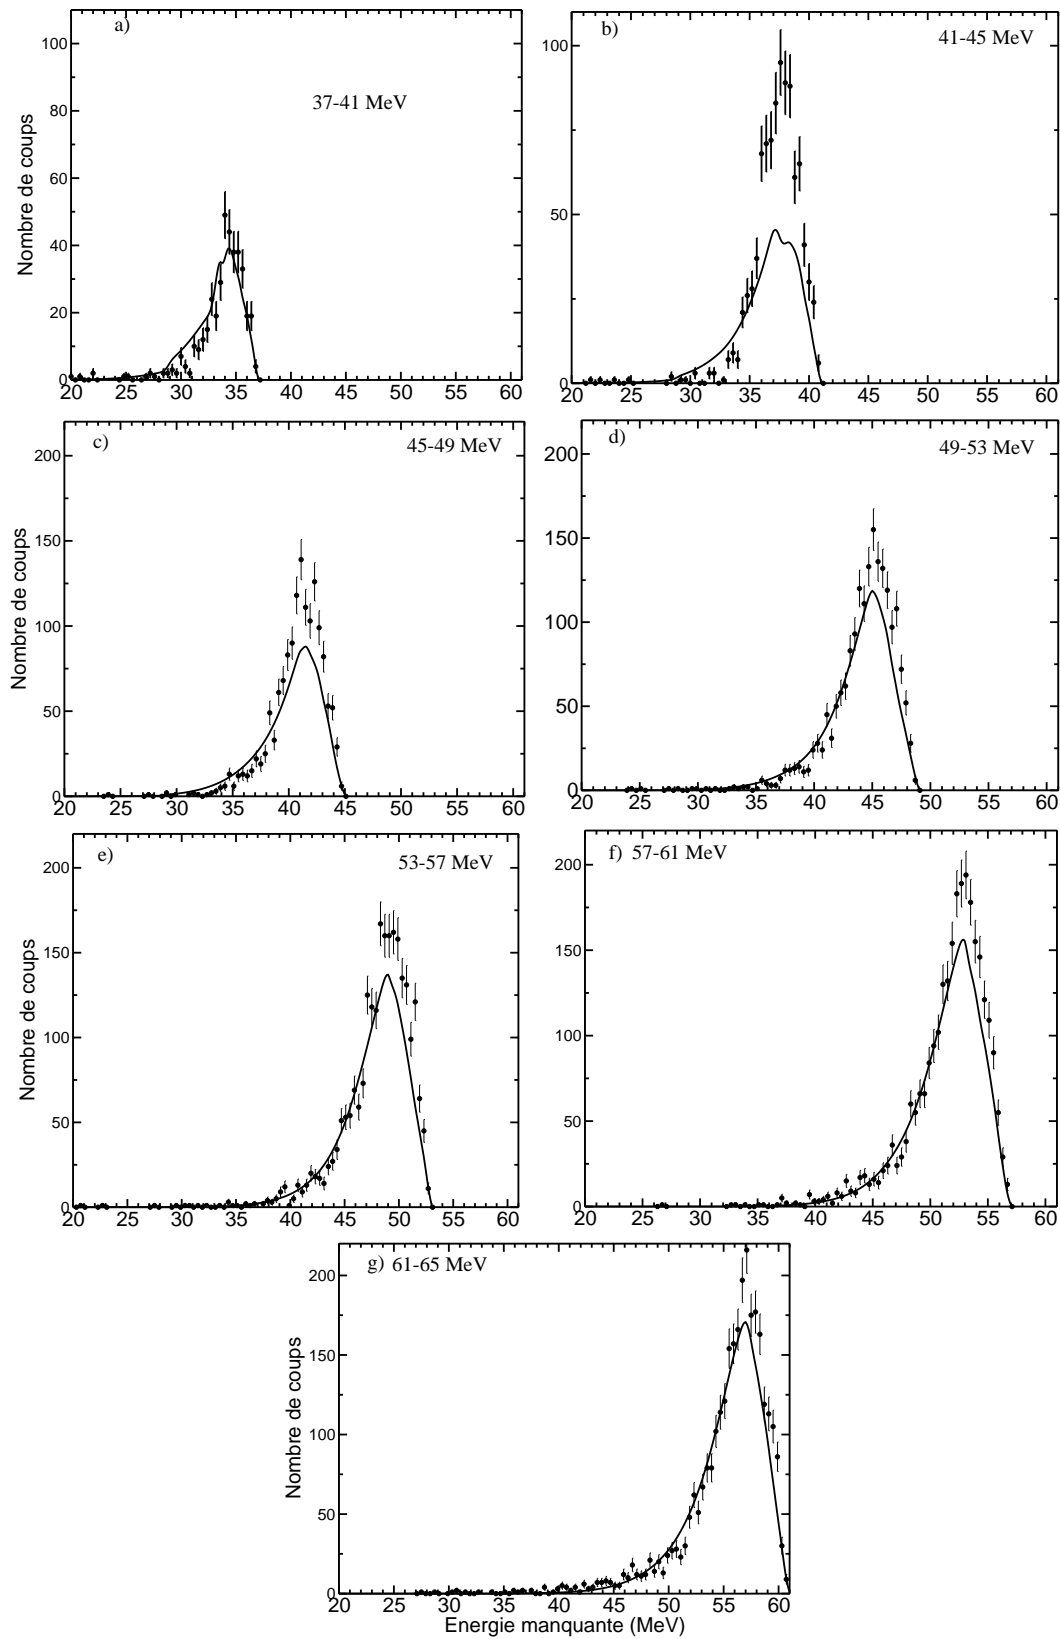 a)
37-41 MeV
Nombre de coups
100
80
60
40
20
0
20 25 30 35 40 45 50 55 60
b)
41-45 MeV
100
50
0
20 25 30 35 40 45 50 55 60
c)
45-49 MeV
Nombre de coups
200
150
100
50
0
20 25 30 35 40 45 50 55 60
d)
49-53 MeV
200
150
100
50
0
20 25 30 35 40 45 50 55 60
e)
53-57 MeV
Nombre de coups
200
150
100
50
0
20 25 30 35 40 45 50 55 60
f) 57-61 MeV
200
150
100
50
0
20 25 30 35 40 45 50 55 60
g) 61-65 MeV
Nombre de coups
200
150
100
50
0
20 25 30 35 40 45 50 55 60
Energie manquante (MeV)